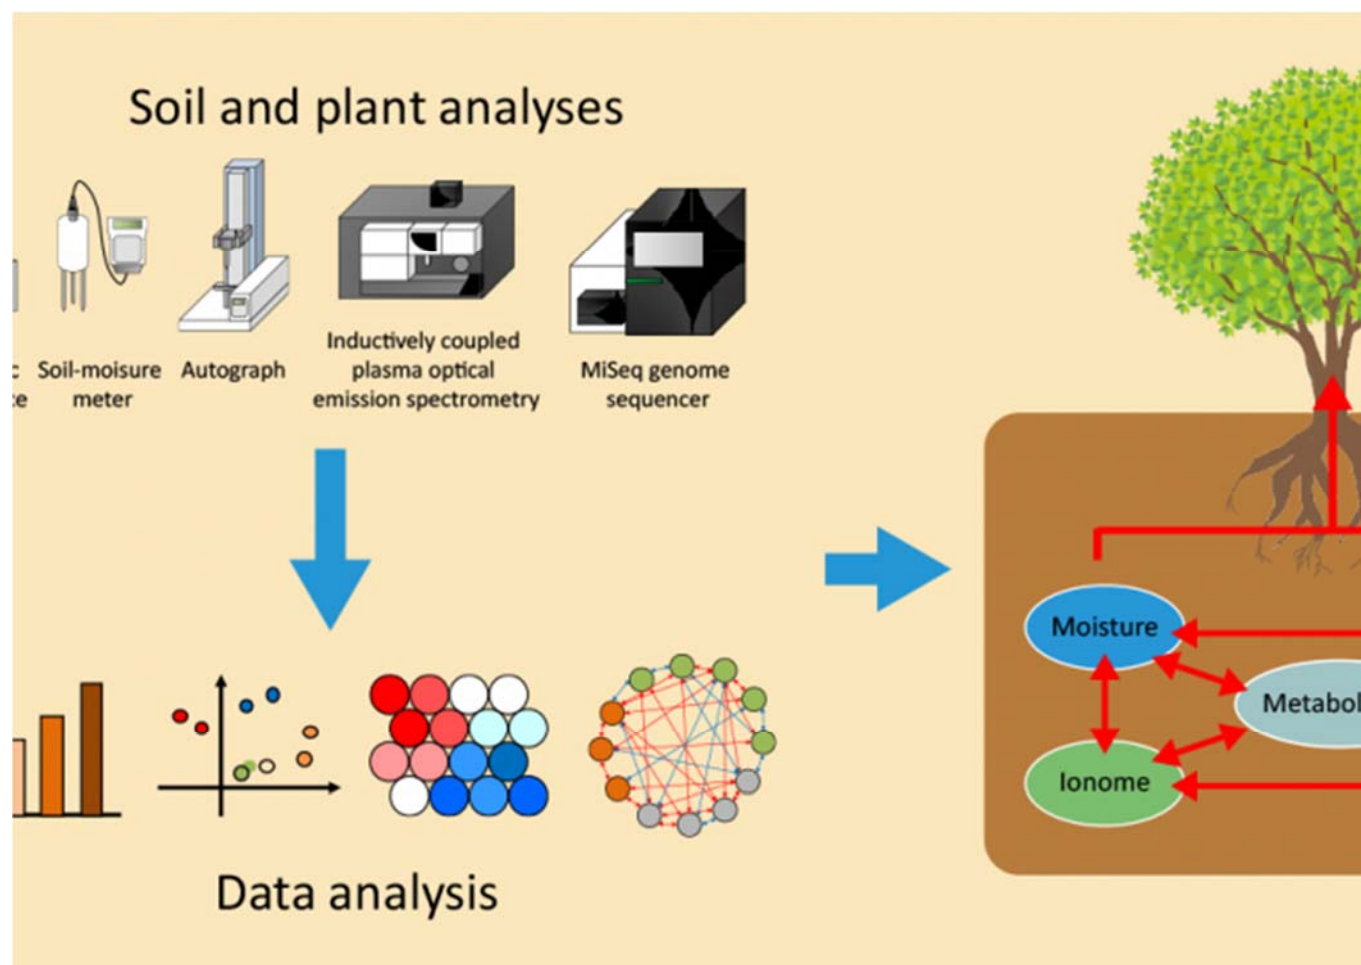 Soil and plant analyses
Soil-moisure
meter
Autograph
Inductively coupled
plasma optical
emission spectrometry
MiSeq genome
sequencer
Moisture
Ionome
Data analysis